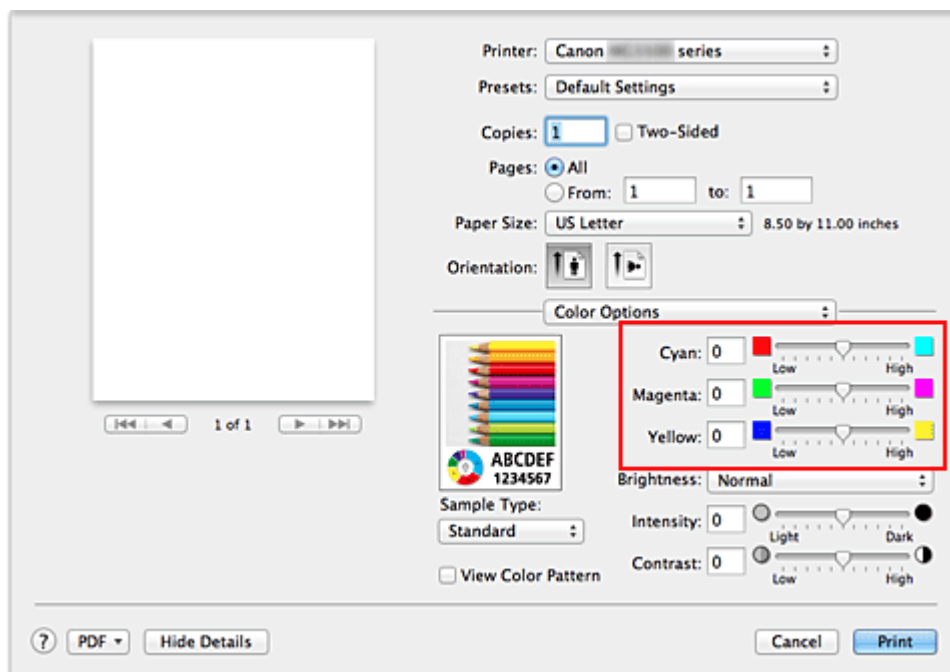 Printer: Canon series
Presets: Default Settings
Copies: 1 Two-Sided
Pages: All
From: 1 to: 1
Paper Size: US Letter 8.50 by 11.00 inches
Orientation:
Color Options
Cyan: 0
Low High
Magenta: 0
Low High
Yellow: 0
Low High
1 of 1
ABCDEF
1234567
Brightness: Normal
Sample Type:
Standard
Intensity: 0
Light Dark
View Color Pattern
Contrast: 0
Low High
? PDF Hide Details Cancel Print